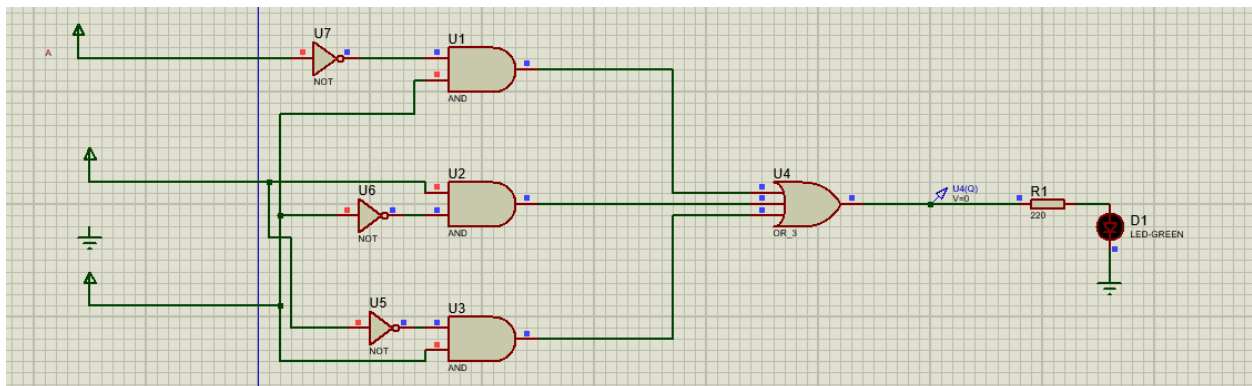 A
U7
NOT
U1
AND
U6
NOT
U2
AND
U5
NOT
U3
AND
U4
OR_3
U4(Q)
V=0
R1
220
D1
LED-GREEN